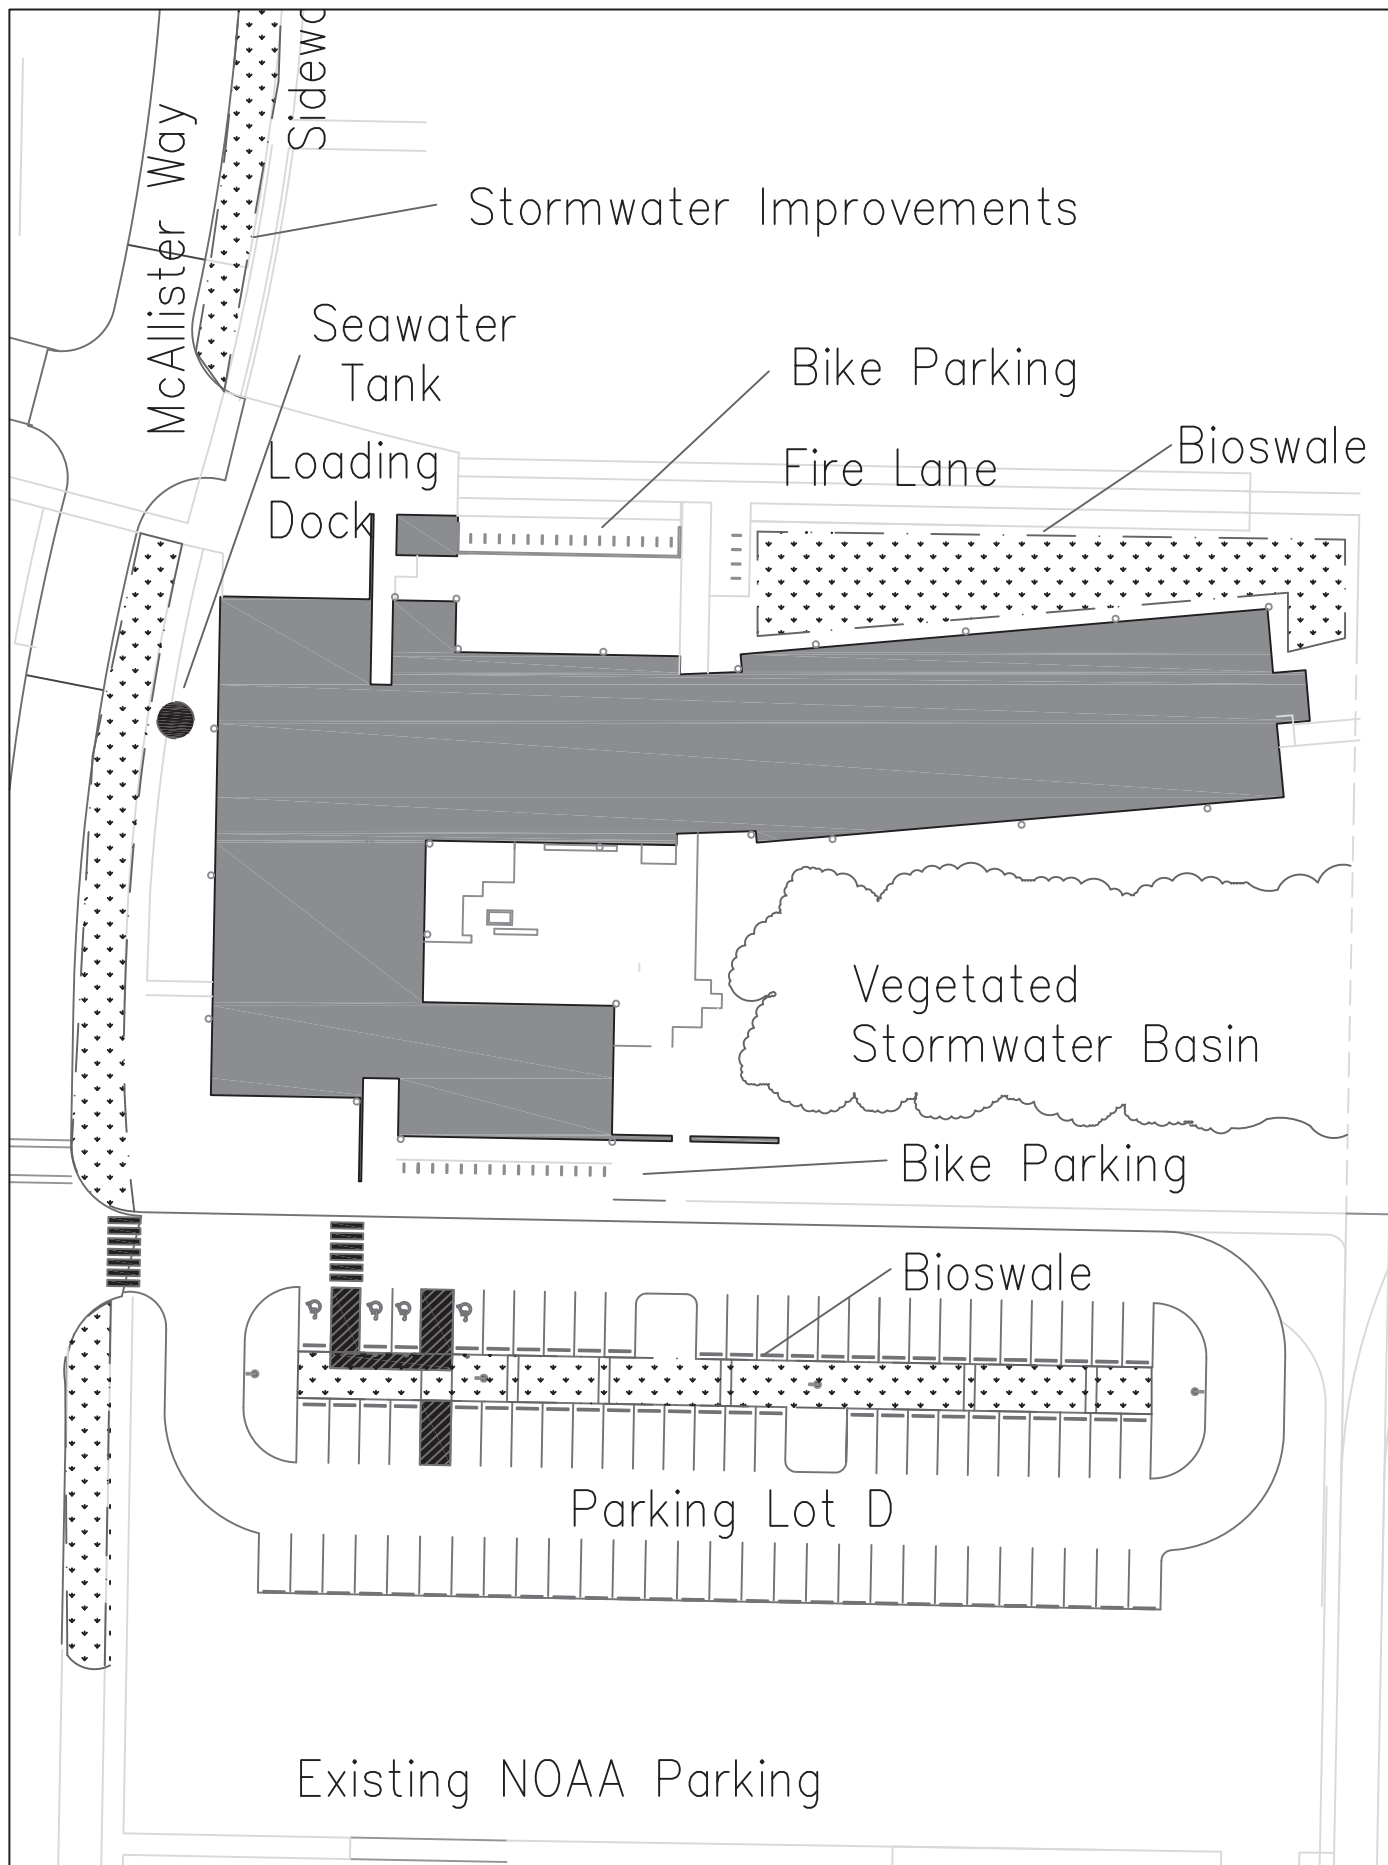 McAllister Way
Stormwater Improvements
Seawater
Tank
Bike Parking
Bioswale
Loading
Dock
Fire Lane
Vegetated
Stormwater Basin
Bike Parking
Bioswale
Parking Lot D
Existing NOAA Parking